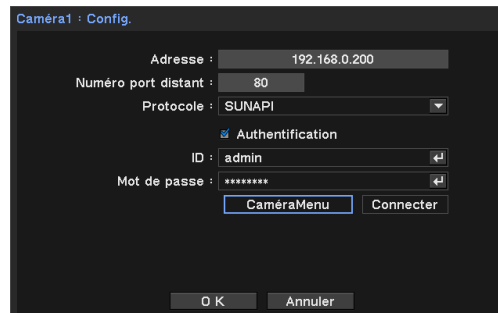 Caméra1 : Config.
Adresse : 192.168.0.200
Numéro port distant : 80
Protocole : SUNAPI
Authentification
ID : admin
Mot de passe : ********
CaméraMenu Connecter
OK Annuler